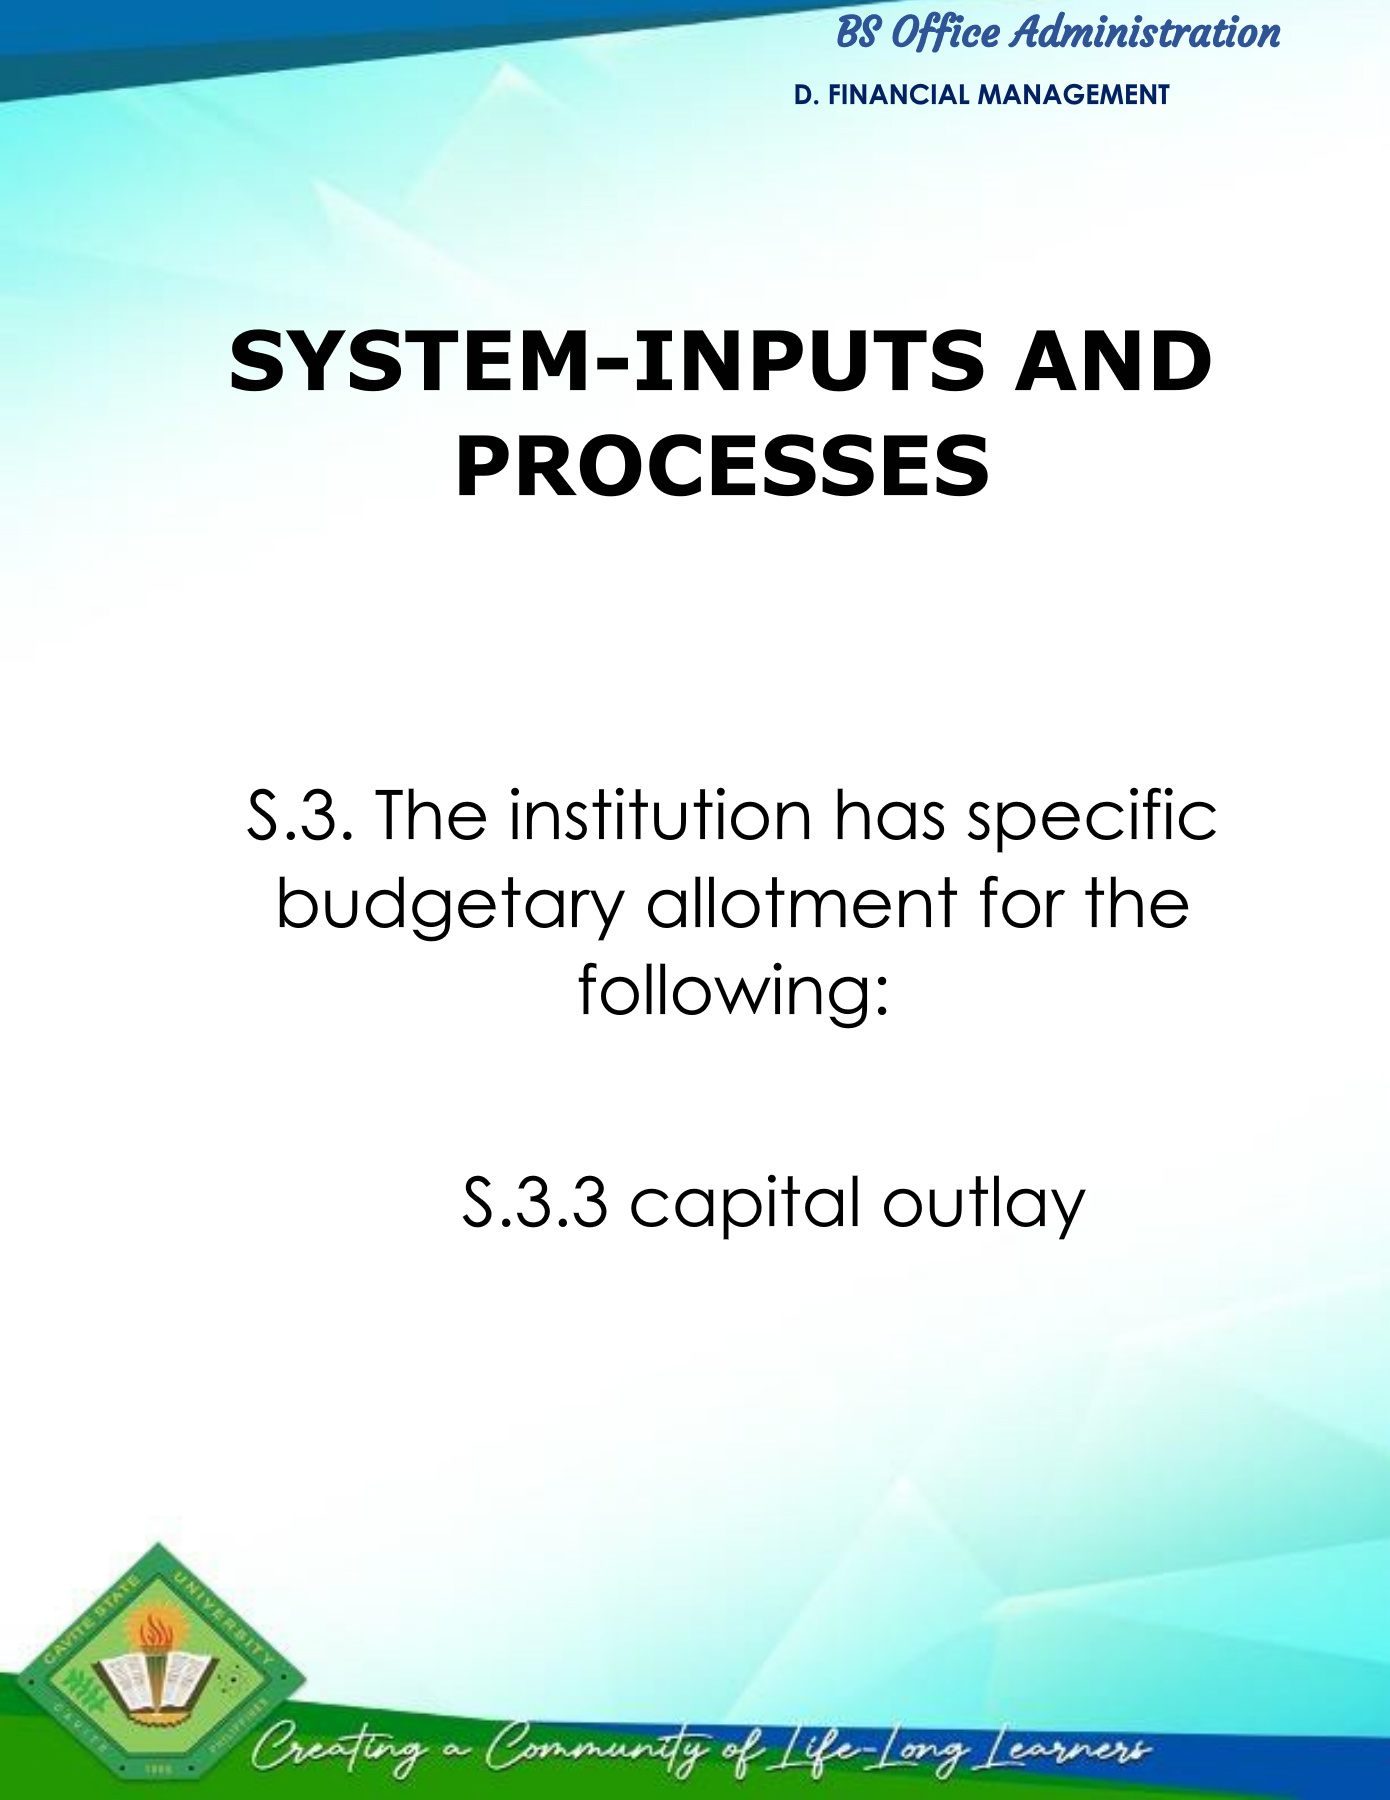 BS Office Administration
D. FINANCIAL MANAGEMENT
SYSTEM-INPUTS AND
PROCESSES
S.3. The institution has specific
budgetary allotment for the
following:
S.3.3 capital outlay
CAVITE STATE UNIVERSITY
CAVITE
PHILIPPINES
1906
Creating a Community of Life-Long Learners